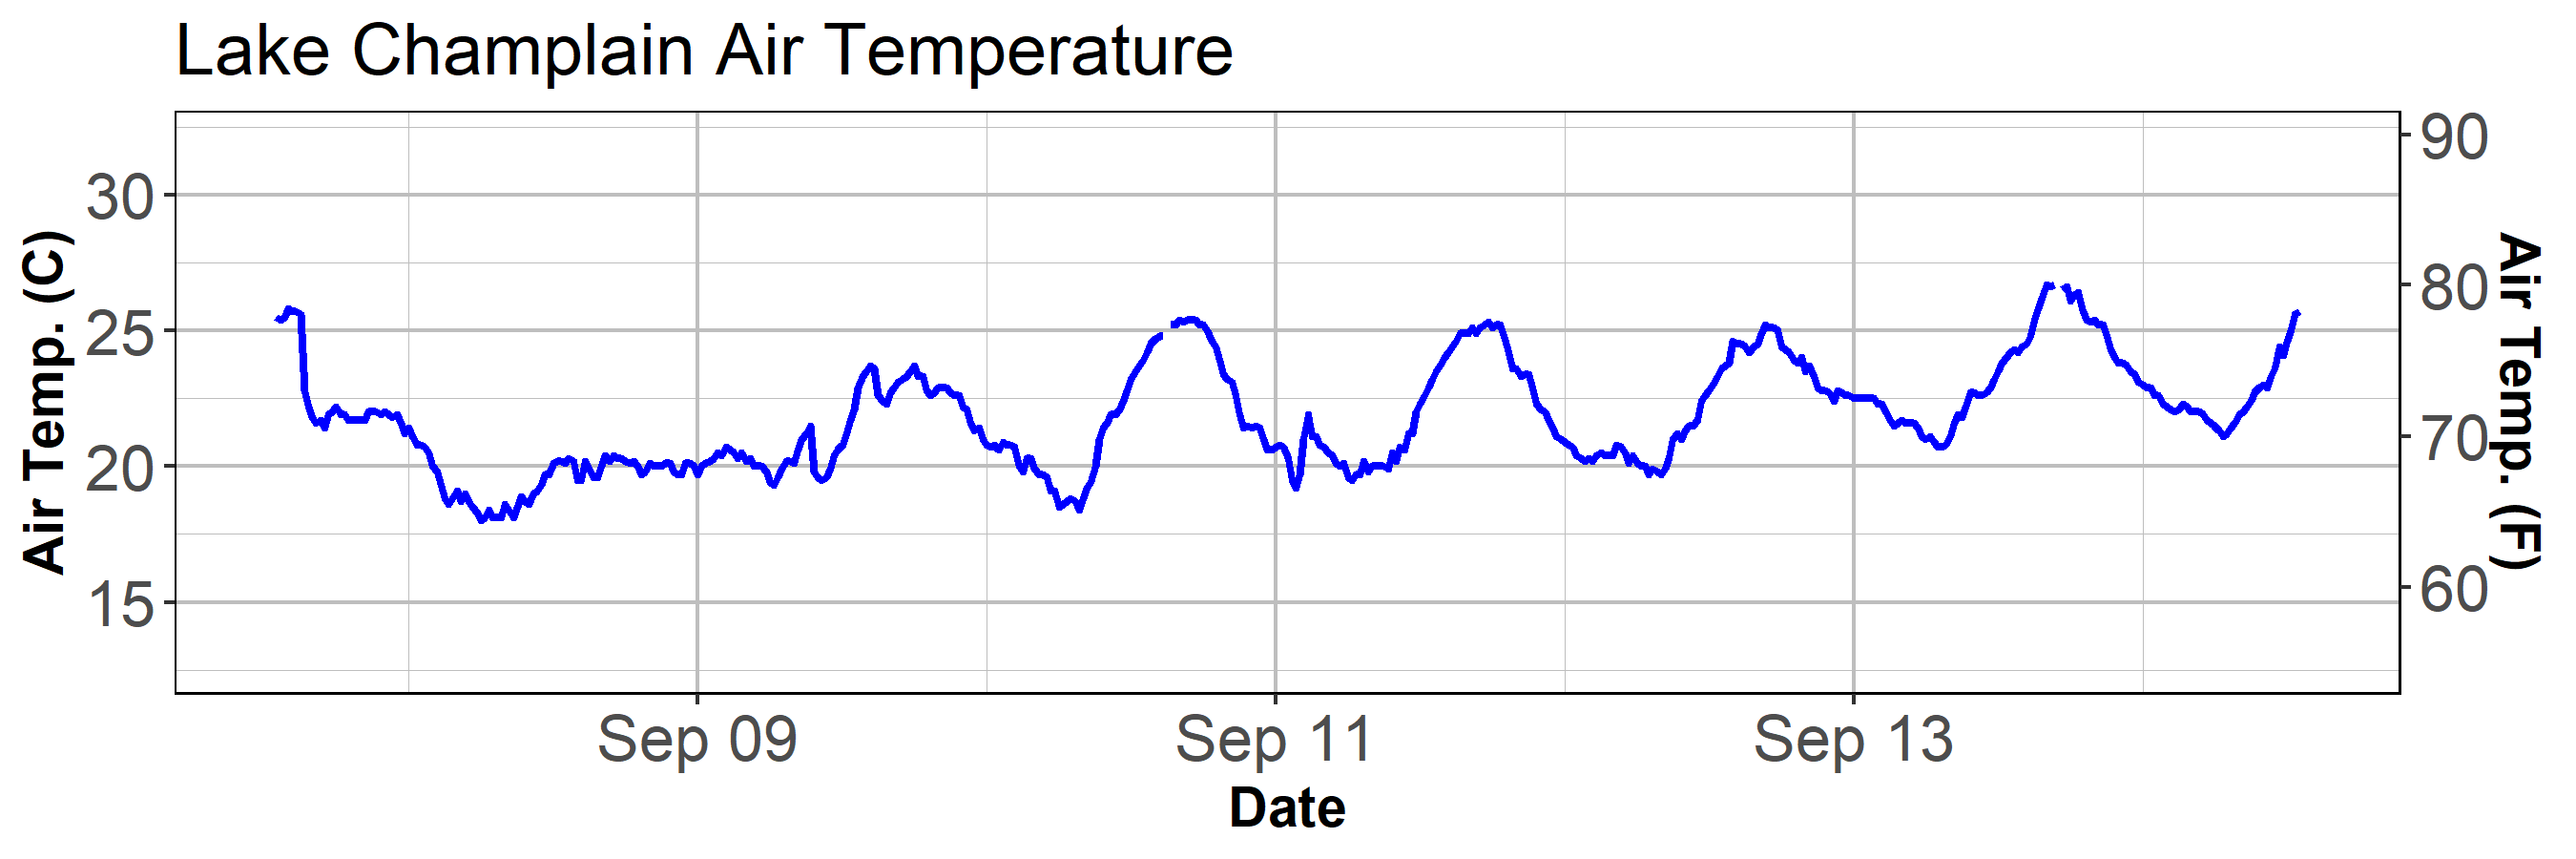 Lake Champlain Air Temperature
Air Temp. (C)
30
25
20
15
90
80
70
60
Air Temp. (F)
Sep 09
Sep 11
Sep 13
Date